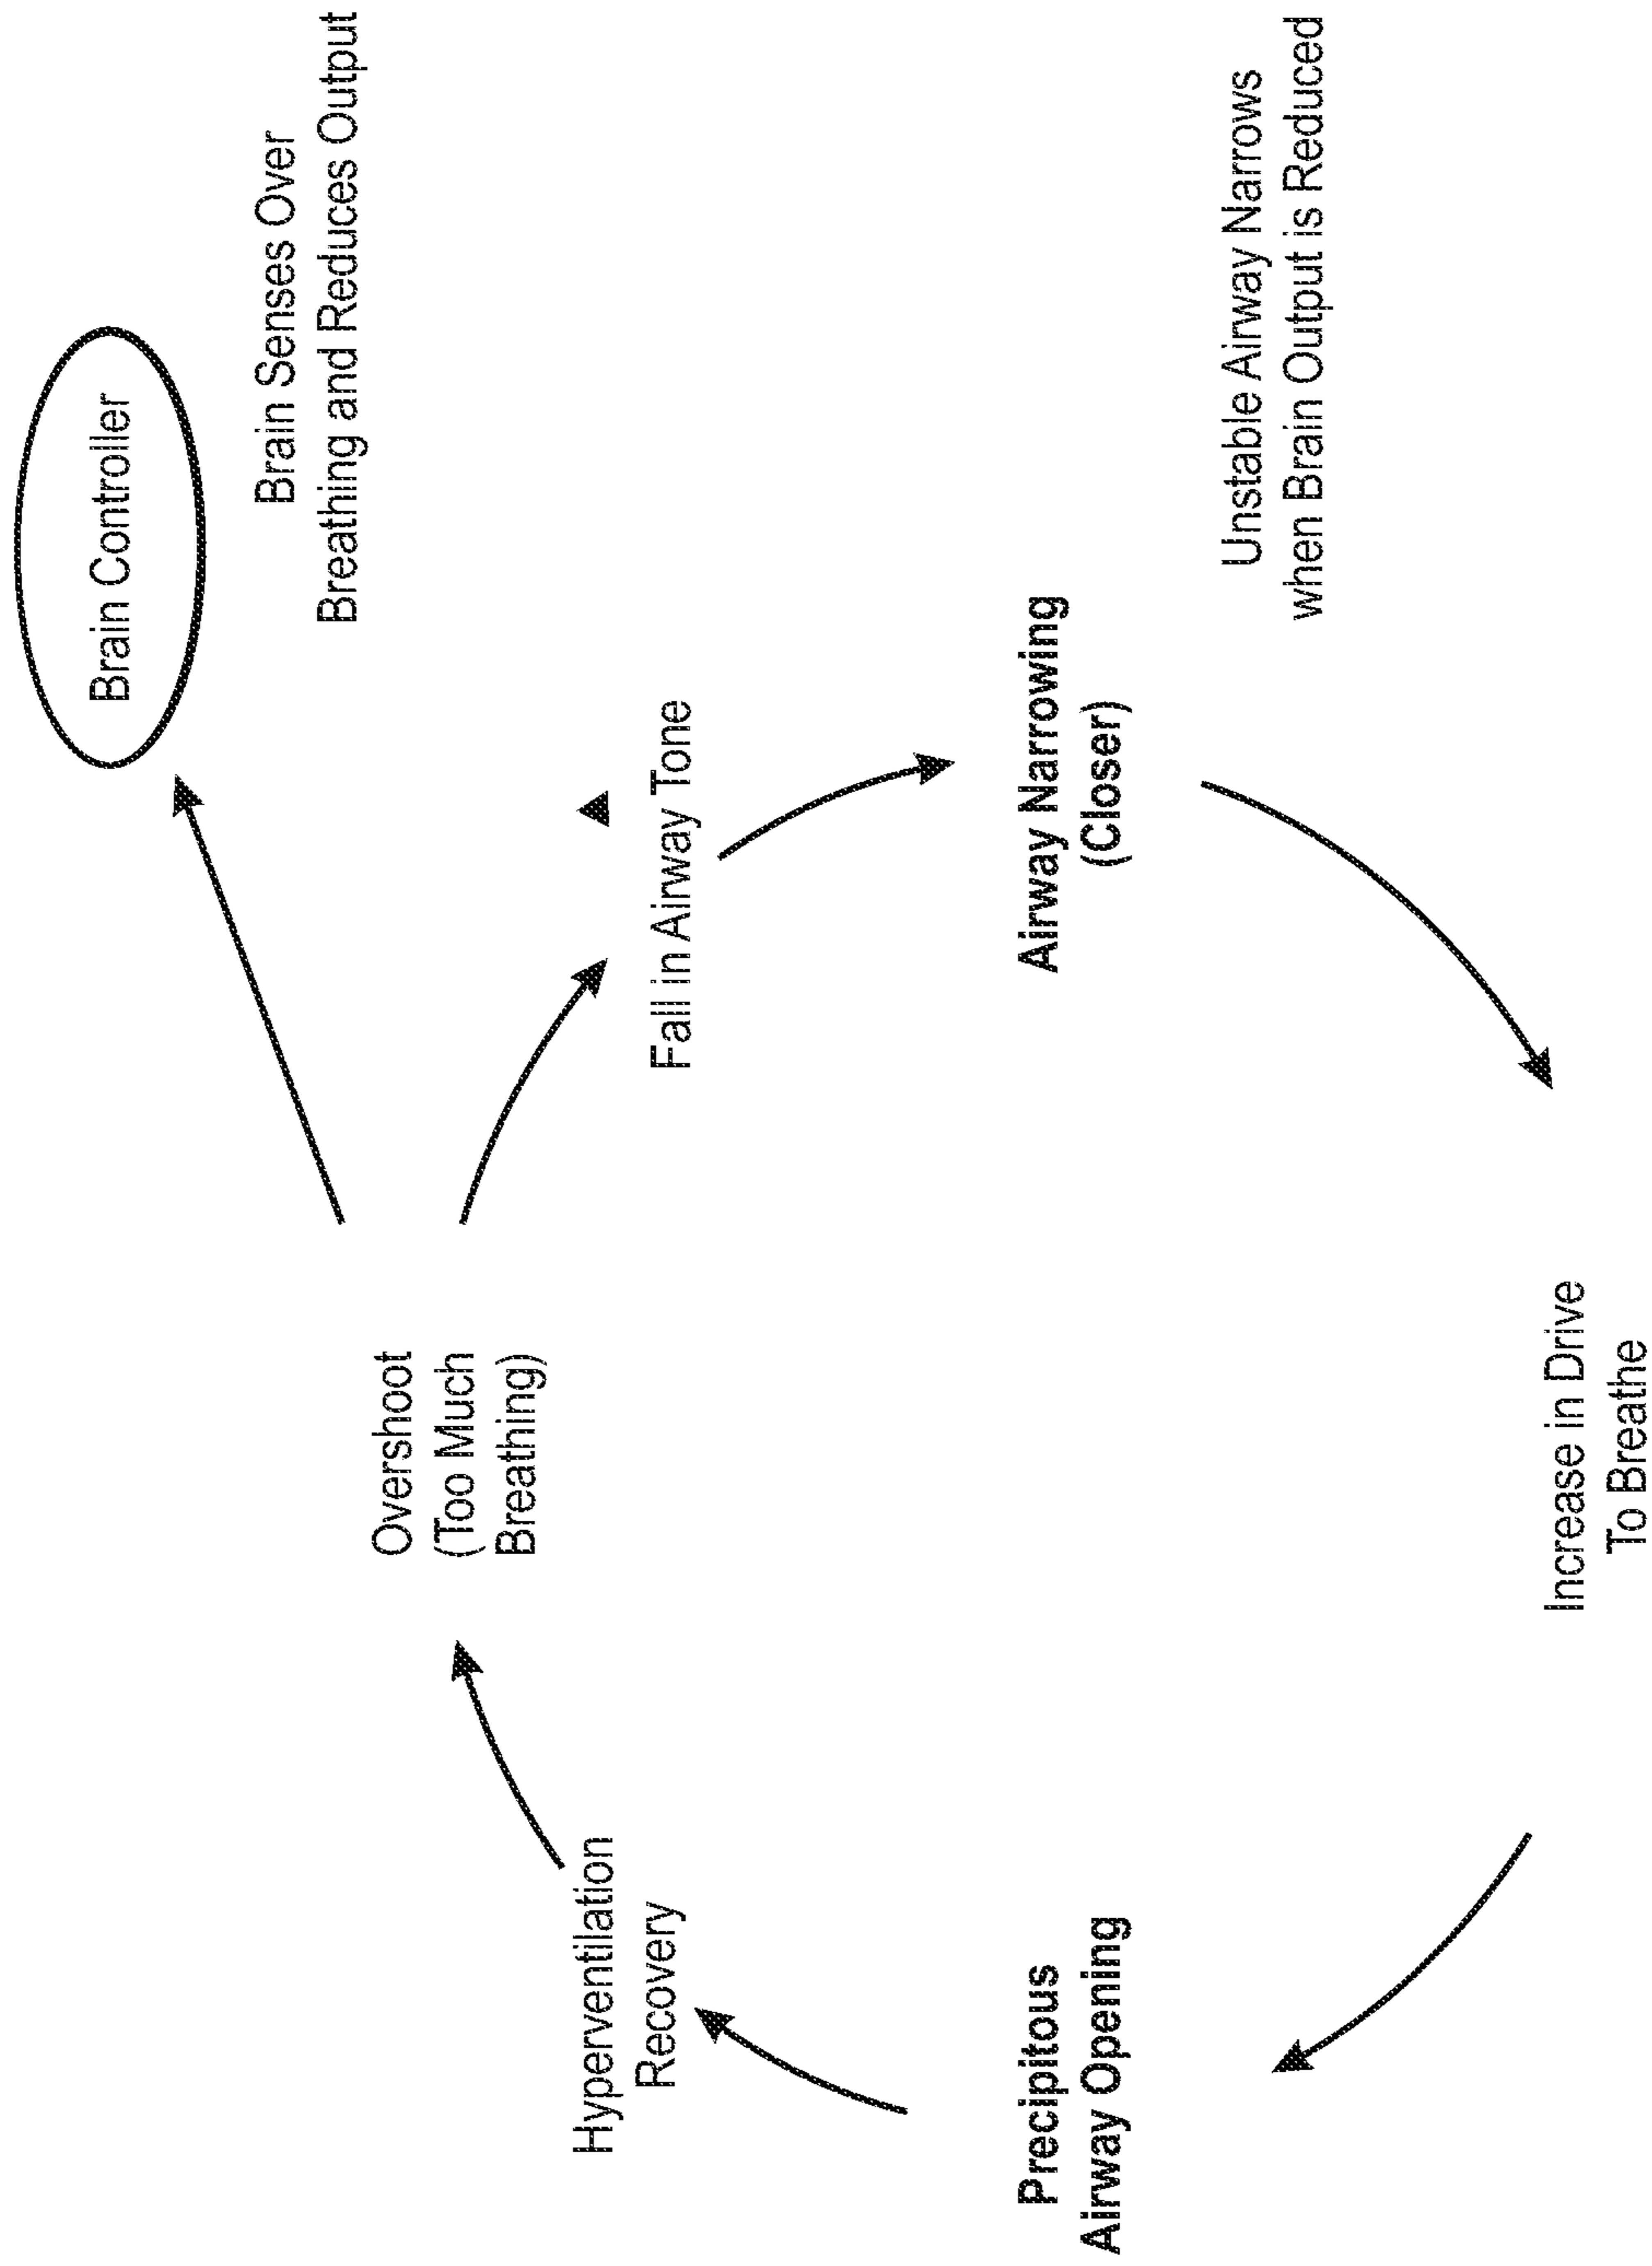 Brain Controller
Brain Senses Over
Breathing and Reduces Output
Overshoot
(Too Much
Breathing)
Hyperventilation
Recovery
Fall in Airway Tone
Precipitous
Airway Opening
Airway Narrowing
(Closer)
Unstable Airway Narrows
when Brain Output is Reduced
Increase in Drive
To Breathe